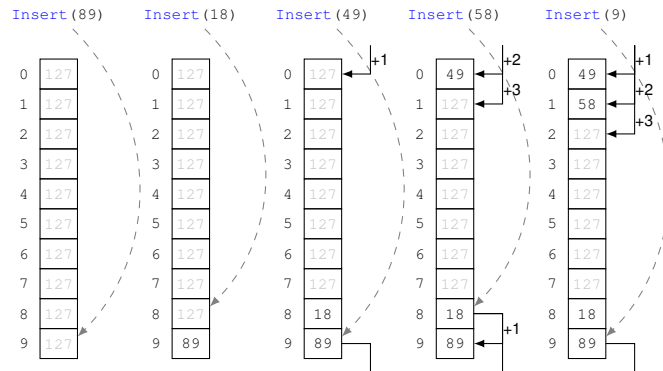 Insert(89) Insert(18) Insert(49) Insert(58) Insert(9)
+1 +2 +1
0 127 0 127 0 127 0 49 0 49
+3 +2
1 127 1 127 1 127 1 127 1 58
+3
2 127 2 127 2 127 2 127 2 127
3 127 3 127 3 127 3 127 3 127
4 127 4 127 4 127 4 127 4 127
5 127 5 127 5 127 5 127 5 127
6 127 6 127 6 127 6 127 6 127
7 127 7 127 7 127 7 127 7 127
8 127 8 127 8 18 8 18 8 18
+1
9 127 9 89 9 89 9 89 9 89